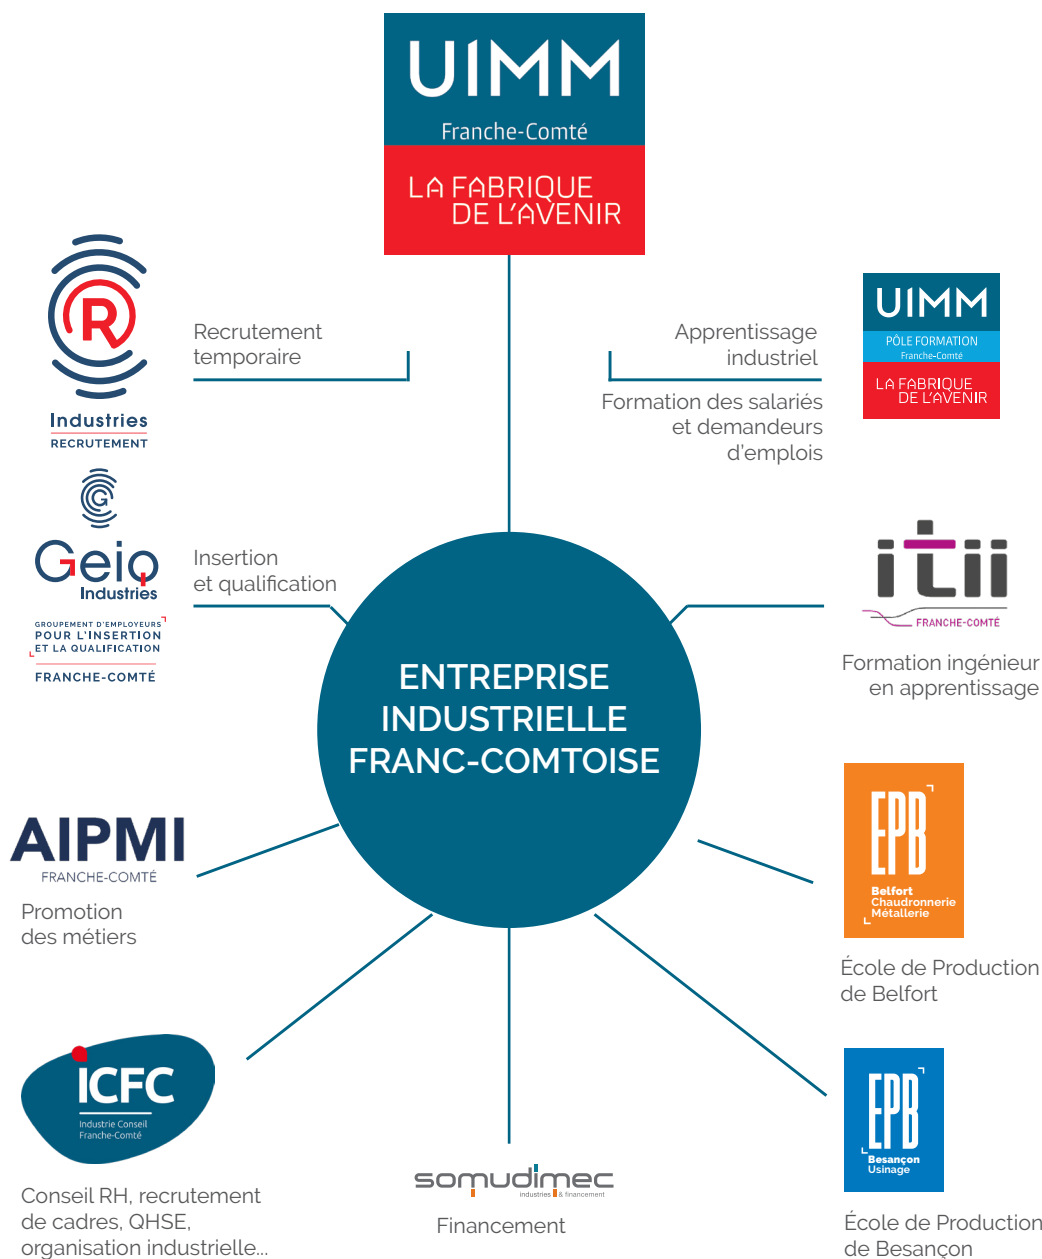 UIMM
Franche-Comté
LA FABRIQUE
DE L'AVENIR
R
Industries
RECRUTEMENT
Recrutement
temporaire
Apprentissage
industriel
Formation des salariés
et demandeurs
d'emplois
UIMM
PÔLE FORMATION
Franche-Comté
LA FABRIQUE
DE L'AVENIR
G
Geiq
Industries
GROUPEMENT D'EMPLOYEURS
POUR L'INSERTION
ET LA QUALIFICATION
FRANCHE-COMTÉ
Insertion
et qualification
itii
FRANCHE-COMTÉ
Formation ingénieur
en apprentissage
ENTREPRISE
INDUSTRIELLE
FRANC-COMTOISE
AIPMI
FRANCHE-COMTÉ
Promotion
des métiers
EPB
Belfort
Chaudronnerie
Métallerie
École de Production
de Belfort
ICFC
Industrie Conseil
Franche-Comté
Conseil RH, recrutement
de cadres, QHSE,
organisation industrielle...
somudimec
industries & financement
Financement
EPB
Besançon
Usinage
École de Production
de Besançon